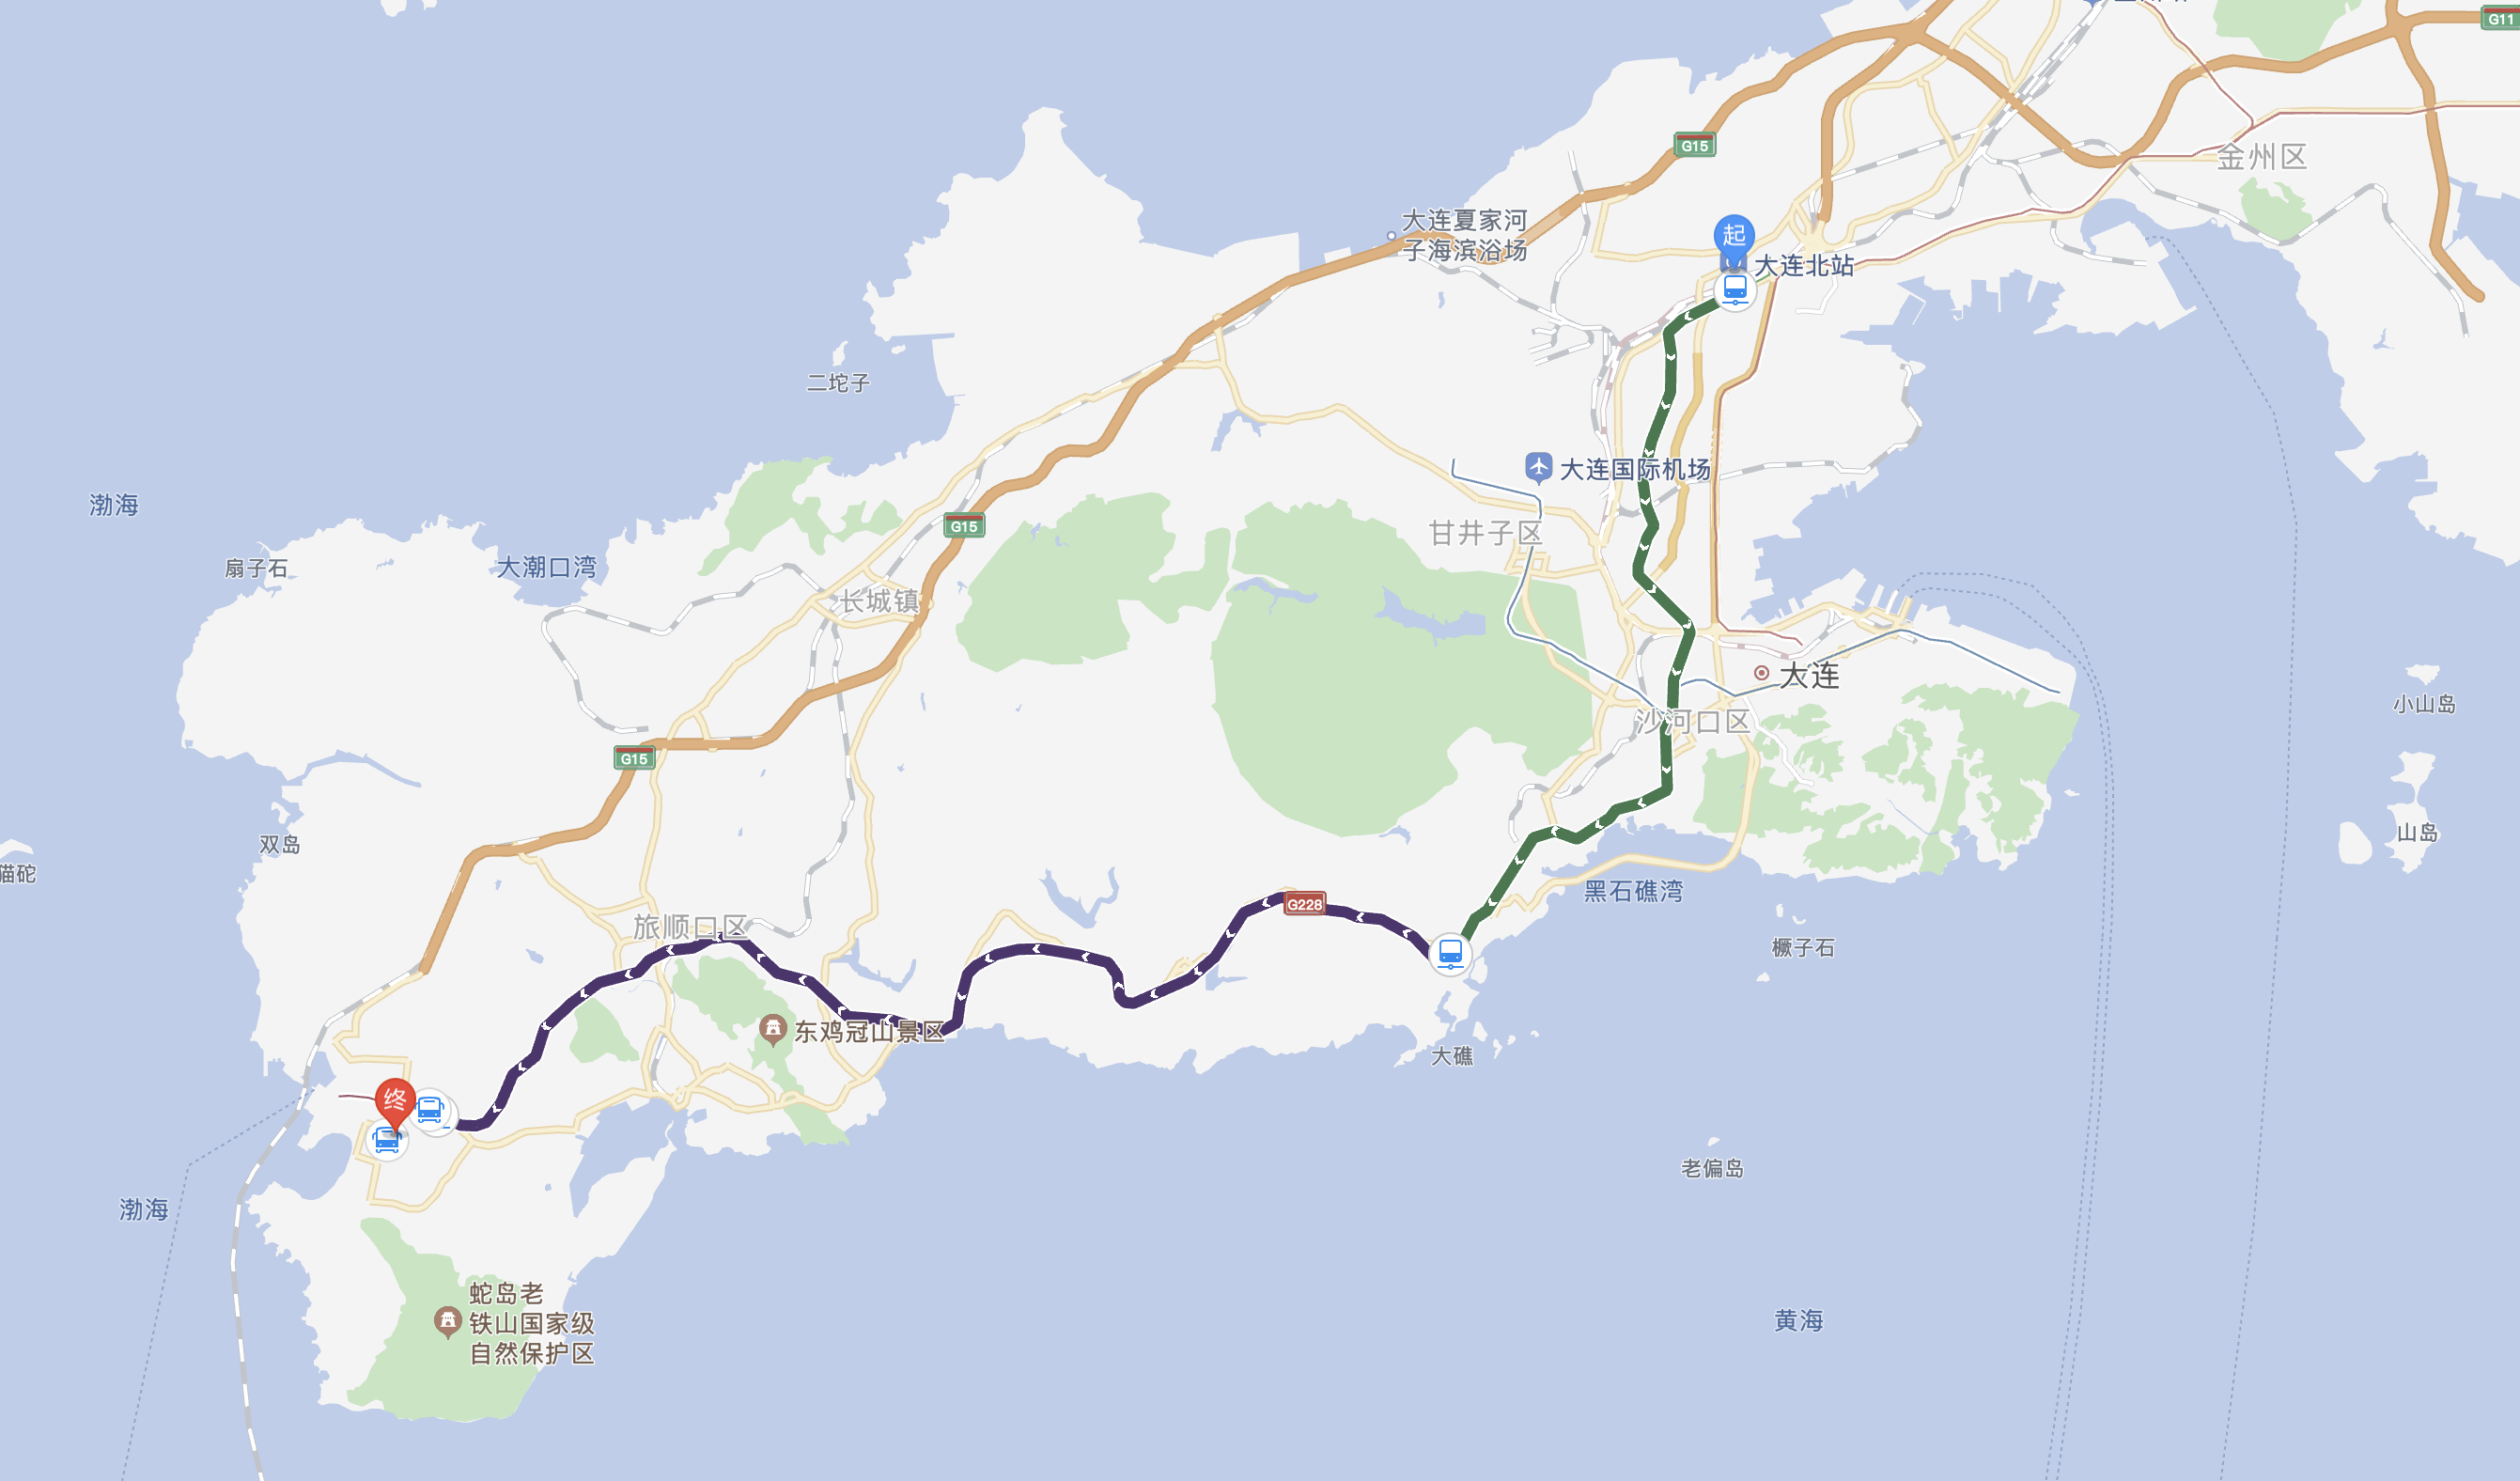 G11
G15
金州区
大连夏家河
子海滨浴场
起
大连北站
二坨子
大连国际机场
渤海
G15
甘井子区
扇子石
大潮口湾
长城镇
大连
小山岛
沙河口区
G15
山岛
双岛
猫砣
黑石礁湾
G228
旅顺口区
橛子石
东鸡冠山景区
大礁
终
老偏岛
渤海
蛇岛老
铁山国家级
自然保护区
黄海